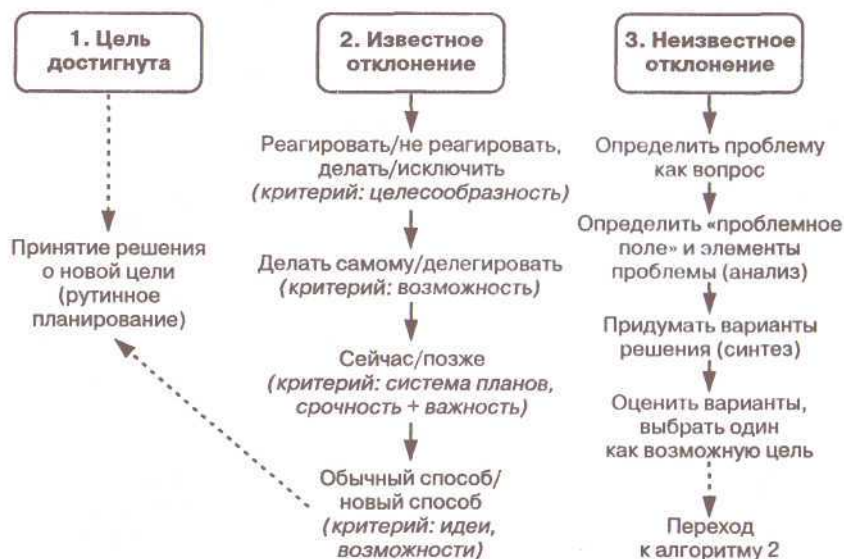 1. Цель
достигнута
Принятие решения
о новой цели
(рутинное
планирование)
2. Известное
отклонение
Реагировать/не реагировать,
делать/исключить
(критерий: целесообразность)
Делать самому/делегировать
(критерий: возможность)
Сейчас/позже
(критерий: система планов,
срочность + важность)
Обычный способ/
новый способ
(критерий: идеи,
возможности)
3. Неизвестное
отклонение
Определить проблему
как вопрос
Определить «проблемное
поле» и элементы
проблемы (анализ)
Придумать варианты
решения (синтез)
Оценить варианты,
выбрать один
как возможную цель
Переход
к алгоритму 2